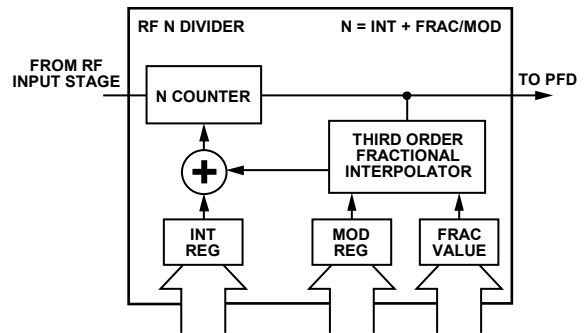 RF N DIVIDER
N = INT + FRAC/MOD
FROM RF
INPUT STAGE
TO PFD
N COUNTER
THIRD ORDER
FRACTIONAL
INTERPOLATOR
+
INT
REG
MOD
REG
FRAC
VALUE